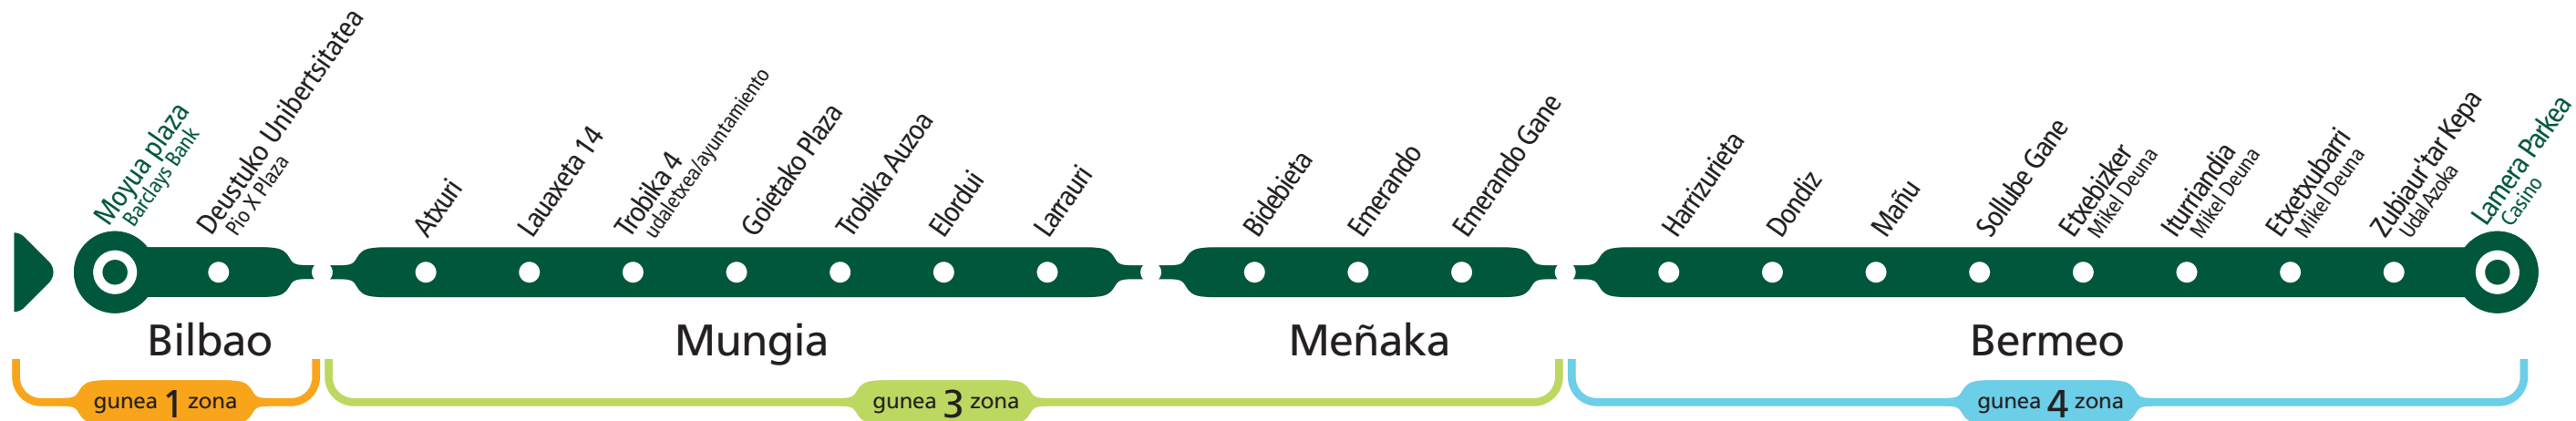 Moyua plaza
Barclays Bank
Deustuko Unibertsitatea
Pio X Plaza
Atxuri
Lauaxeta 14
Trobika 4
udaletxea/ayuntamiento
Goietako Plaza
Trobika Auzoa
Elordui
Larrauri
Bidebieta
Emerando
Emerando Gane
Harrizurieta
Dondiz
Mañu
Sollube Gane
Etxebizker
Mikel Deuna
Iturriandia
Mikel Deuna
Etxetxubarri
Mikel Deuna
Zubiaur'tar Kepa
Udal Azoka
Lamera Parkea
Casino
Bilbao
Mungia
Meñaka
Bermeo
gunea 1 zona
gunea 3 zona
gunea 4 zona